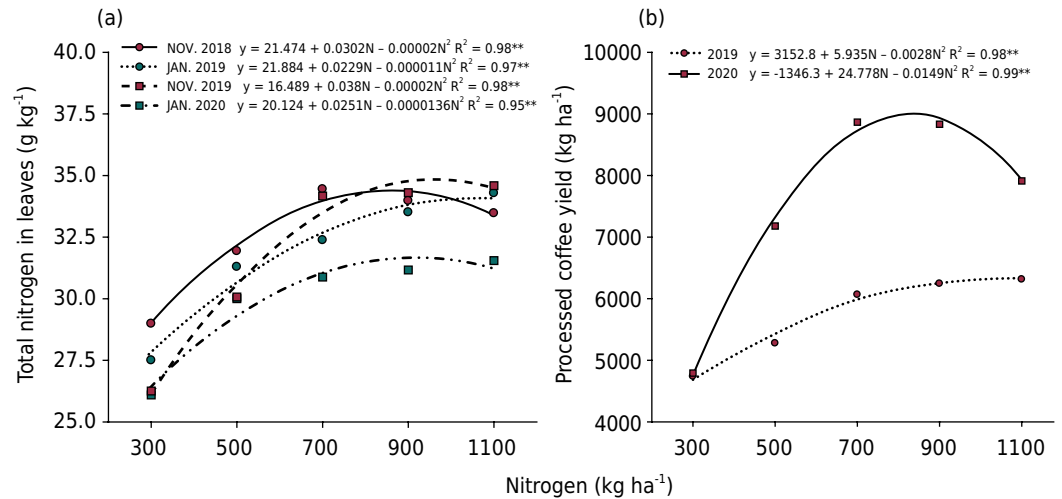 (a)
NOV. 2018 y = 21.474 + 0.0302N – 0.00002N² R² = 0.98**
JAN. 2019 y = 21.884 + 0.0229N – 0.000011N² R² = 0.97**
NOV. 2019 y = 16.489 + 0.038N – 0.00002N² R² = 0.98**
JAN. 2020 y = 20.124 + 0.0251N – 0.0000136N² R² = 0.95**
Total nitrogen in leaves (g kg⁻¹)
40.0
37.5
35.0
32.5
30.0
27.5
25.0
300 500 700 900 1100
(b)
2019 y = 3152.8 + 5.935N – 0.0028N² R² = 0.98**
2020 y = -1346.3 + 24.778N – 0.0149N² R² = 0.99**
Processed coffee yield (kg ha⁻¹)
10000
9000
8000
7000
6000
5000
4000
300 500 700 900 1100
Nitrogen (kg ha⁻¹)